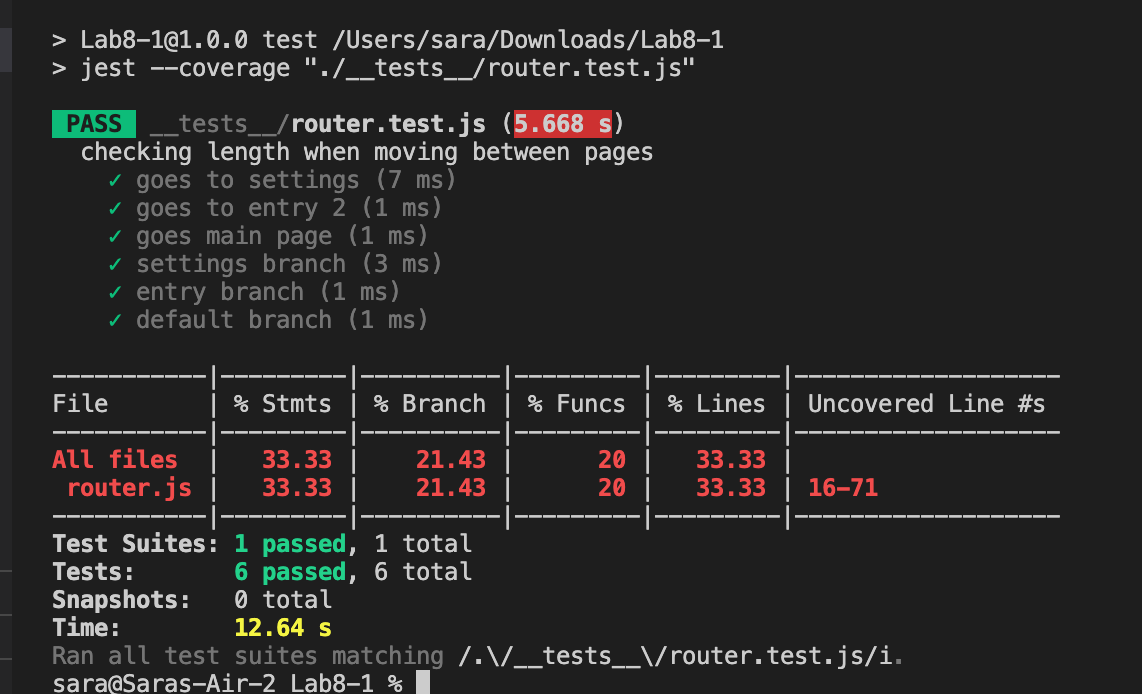 > Lab8-1@1.0.0 test /Users/sara/Downloads/Lab8-1
> jest --coverage "./__tests__/router.test.js"
PASS __tests__/router.test.js (5.668 s)
checking length when moving between pages
✓ goes to settings (7 ms)
✓ goes to entry 2 (1 ms)
✓ goes main page (1 ms)
✓ settings branch (3 ms)
✓ entry branch (1 ms)
✓ default branch (1 ms)
-----------|---------|----------|---------|---------|-------------------
File | % Stmts | % Branch | % Funcs | % Lines | Uncovered Line #s
-----------|---------|----------|---------|---------|-------------------
All files | 33.33 | 21.43 | 20 | 33.33 |
router.js | 33.33 | 21.43 | 20 | 33.33 | 16-71
-----------|---------|----------|---------|---------|-------------------
Test Suites: 1 passed, 1 total
Tests: 6 passed, 6 total
Snapshots: 0 total
Time: 12.64 s
Ran all test suites matching /.\/__tests__\/router.test.js/i.
sara@Saras-Air-2 Lab8-1 %